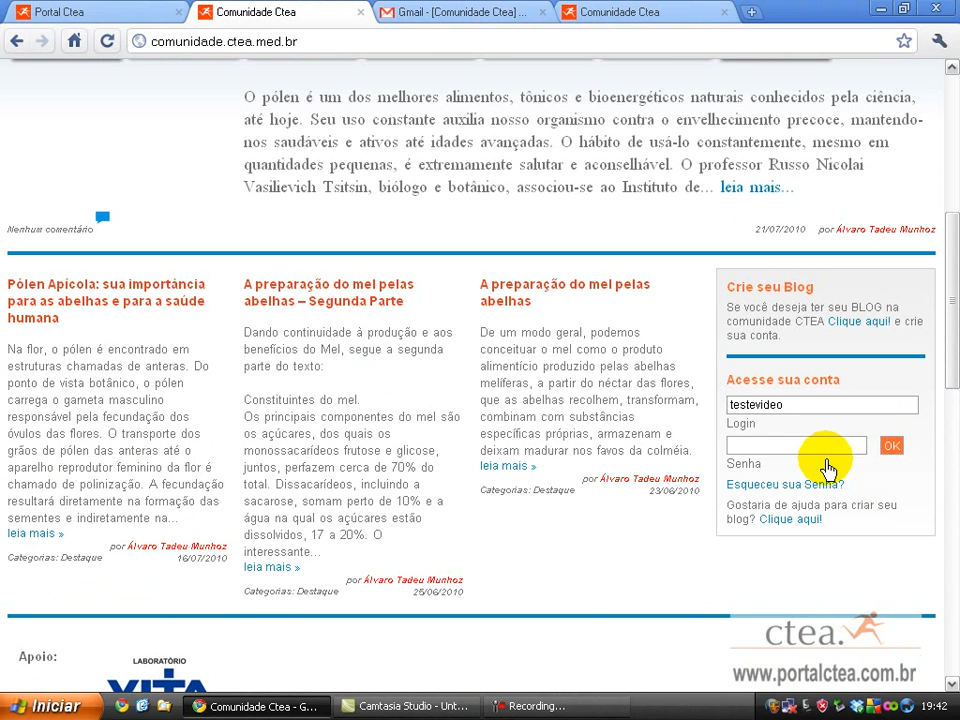 Portal Ctea
Comunidade Ctea
Gmail - [Comunidade Ctea] ...
Comunidade Ctea
comunidade.ctea.med.br
O pólen é um dos melhores alimentos, tônicos e bioenergéticos naturais conhecidos pela ciência,
até hoje. Seu uso constante auxilia nosso organismo contra o envelhecimento precoce, mantendo-
nos saudáveis e ativos até idades avançadas. O hábito de usá-lo constantemente, mesmo em
quantidades pequenas, é extremamente salutar e aconselhável. O professor Russo Nicolai
Vasilievich Tsitsin, biólogo e botânico, associou-se ao Instituto de... leia mais...
Nenhum comentário
21/07/2010 por Álvaro Tadeu Munhoz
Pólen Apícola: sua importância
para as abelhas e para a saúde
humana
Na flor, o pólen é encontrado em
estruturas chamadas de anteras. Do
ponto de vista botânico, o pólen
carrega o gameta masculino
responsável pela fecundação dos
óvulos das flores. O transporte dos
grãos de pólen das anteras até o
aparelho reprodutor feminino da flor é
chamado de polinização. A fecundação
resultará diretamente na formação das
sementes e indiretamente na...
leia mais »
por Álvaro Tadeu Munhoz
Categorias: Destaque 16/07/2010
A preparação do mel pelas
abelhas – Segunda Parte
Dando continuidade à produção e aos
benefícios do Mel, segue a segunda
parte do texto:
Constituintes do mel.
Os principais componentes do mel são
os açúcares, dos quais os
monossacarídeos frutose e glicose,
juntos, perfazem cerca de 70% do
total. Dissacarídeos, incluindo a
sacarose, somam perto de 10% e a
água na qual os açúcares estão
dissolvidos, 17 a 20%. O
interessante...
leia mais »
por Álvaro Tadeu Munhoz
Categorias: Destaque 25/06/2010
A preparação do mel pelas
abelhas
De um modo geral, podemos
conceituar o mel como o produto
alimentício produzido pelas abelhas
melíferas, a partir do néctar das flores,
que as abelhas recolhem, transformam,
combinam com substâncias
específicas próprias, armazenam e
deixam madurar nos favos da colméia.
leia mais »
por Álvaro Tadeu Munhoz
Categorias: Destaque 23/06/2010
Crie seu Blog
Se você deseja ter seu BLOG na
comunidade CTEA Clique aqui! e crie
sua conta.
Acesse sua conta
testevideo
Login
OK
Senha
Esqueceu sua Senha?
Gostaria de ajuda para criar seu
blog? Clique aqui!
Apoio:
LABORATÓRIO
VITA
ctea.
www.portalctea.com.br
Iniciar
Comunidade Ctea - G...
Camtasia Studio - Unt...
Recording...
19:42